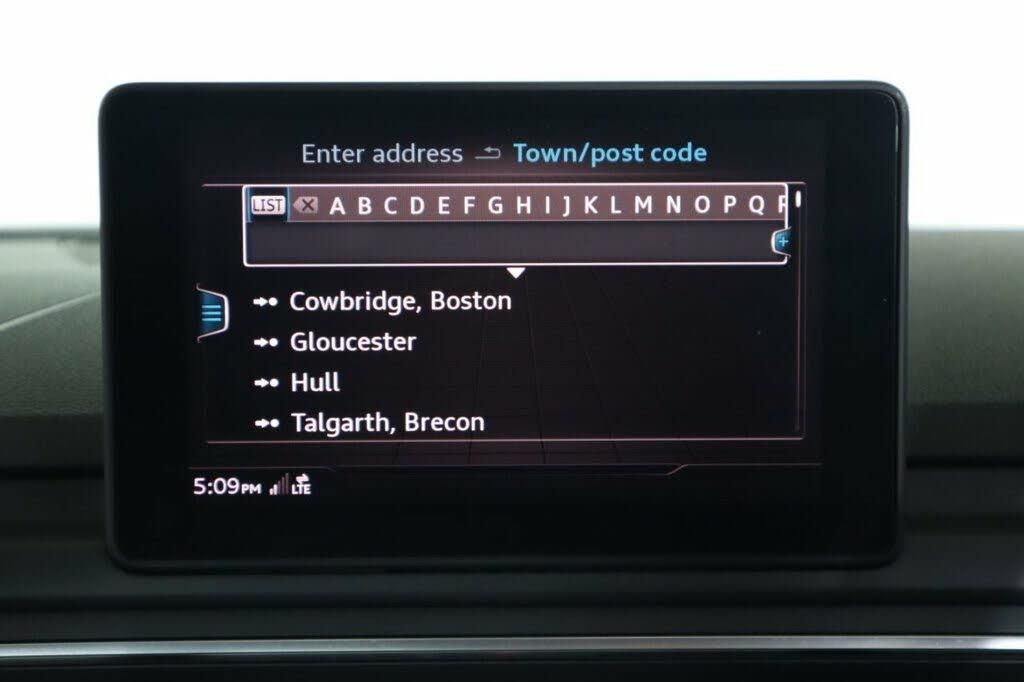 Enter address Town/post code
LIST A B C D E F G H I J K L M N O P Q
Cowbridge, Boston
Gloucester
Hull
Talgarth, Brecon
5:09PM LTE